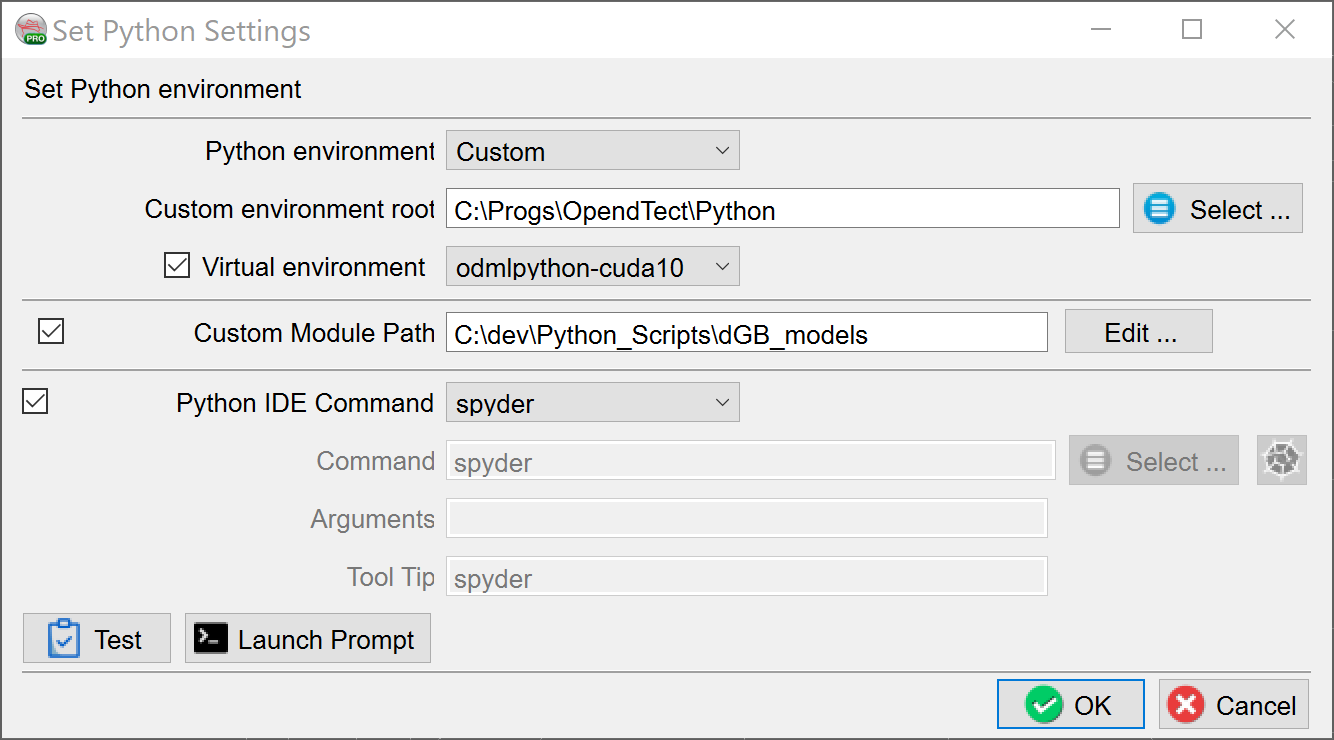 PRO Set Python Settings
Set Python environment
Python environment Custom
Custom environment root C:\Progs\OpendTect\Python Select ...
Virtual environment odmlpython-cuda10
Custom Module Path C:\dev\Python_Scripts\dGB_models Edit ...
Python IDE Command spyder
Command spyder Select ...
Arguments
Tool Tip spyder
Test Launch Prompt
OK Cancel